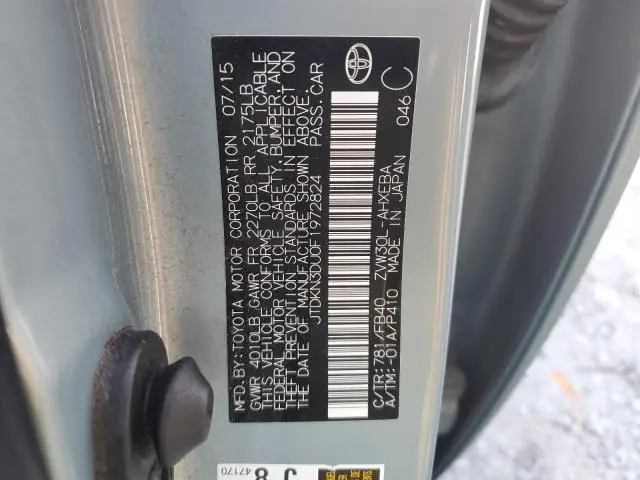 MFD.BY:TOYOTA MOTOR CORPORATION 07/15
GVWR 4010LB GAWR FR 2270LB RR 2175LB
THIS VEHICLE CONFORMS TO ALL APPLICABLE
FEDERAL MOTOR VEHICLE SAFETY, BUMPER, AND
THEFT PREVENTION STANDARDS IN EFFECT ON
THE DATE OF MANUFACTURE SHOWN ABOVE.
JTDKN3DU0F1972824 PASS.CAR
C/TR:781/FB40 ZVW30L-AHXEBA
A/TM:-01A/P410 MADE IN JAPAN
046 C
J8
47170